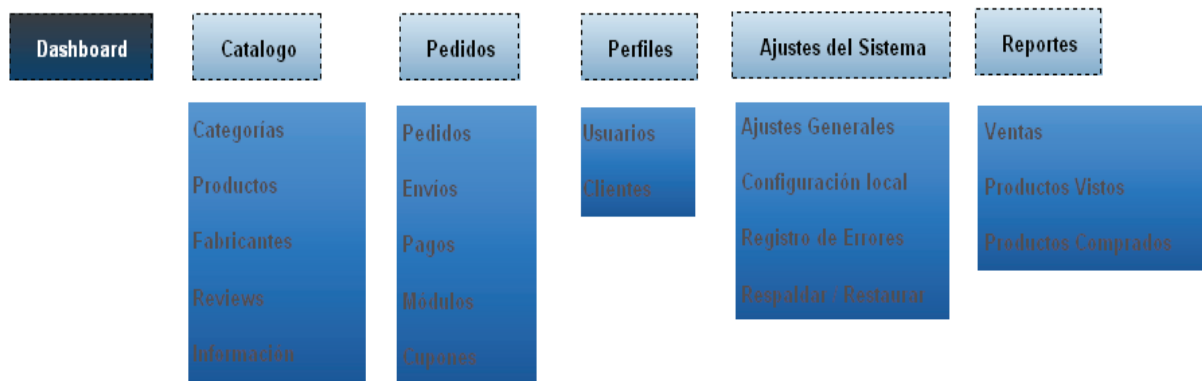 Dashboard
Catalogo
Pedidos
Perfiles
Ajustes del Sistema
Reportes
Categorías
Productos
Fabricantes
Reviews
Información
Pedidos
Envíos
Pagos
Módulos
Cupones
Usuarios
Clientes
Ajustes Generales
Configuración local
Registro de Errores
Respaldar / Restaurar
Ventas
Productos Vistos
Productos Comprados